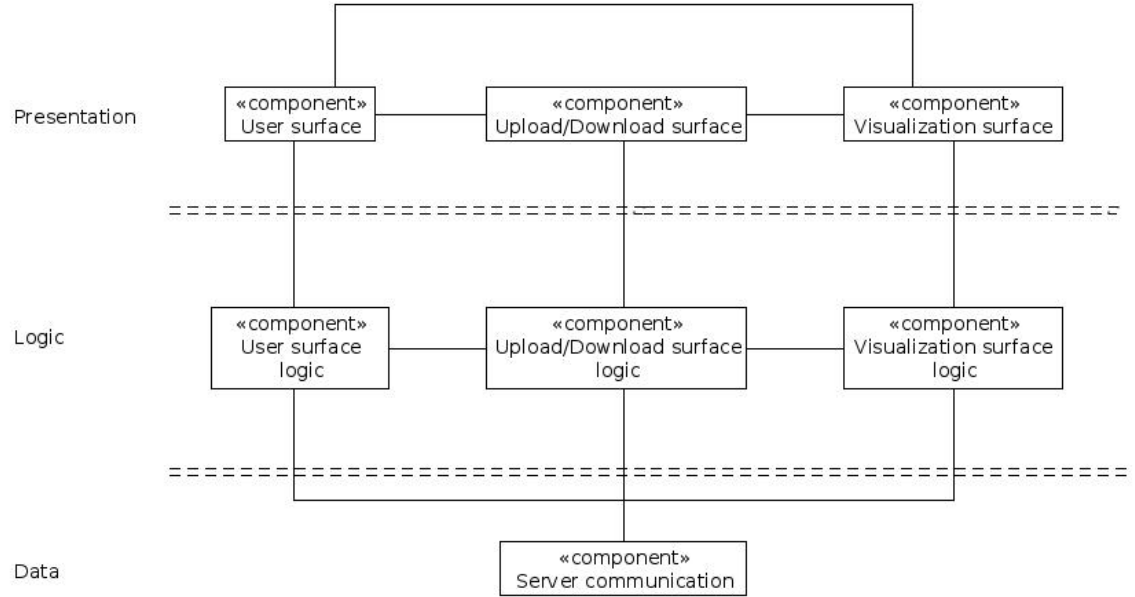 Presentation
«component»
User surface
«component»
Upload/Download surface
«component»
Visualization surface
Logic
«component»
User surface
logic
«component»
Upload/Download surface
logic
«component»
Visualization surface
logic
Data
«component»
Server communication